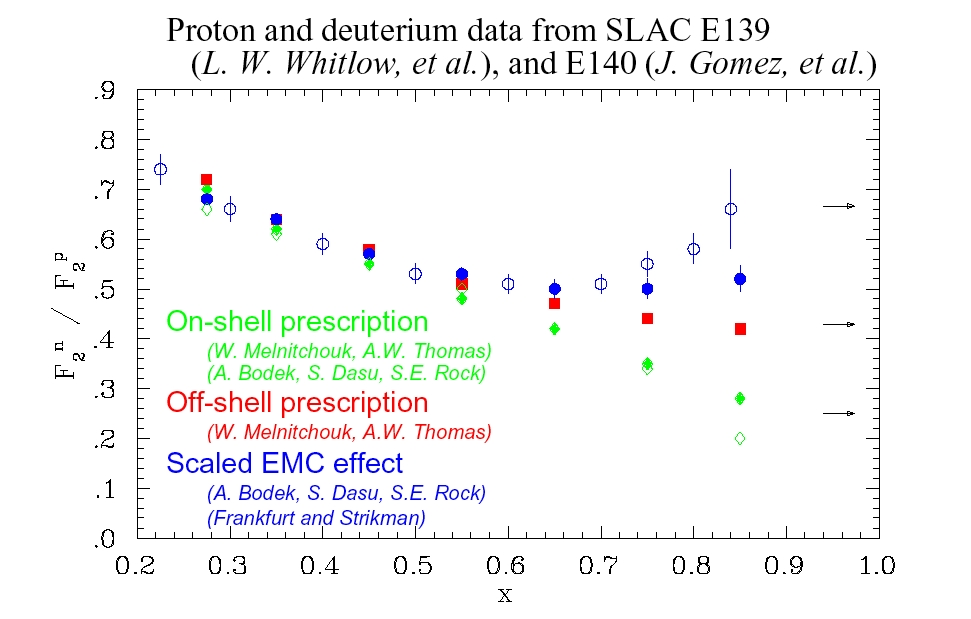 Proton and deuterium data from SLAC E139
(L. W. Whitlow, et al.), and E140 (J. Gomez, et al.)
.9
.8
.7
.6
.5
.4
.3
.2
.1
.0
F₂ⁿ / F₂ᵖ
On-shell prescription
(W. Melnitchouk, A.W. Thomas)
(A. Bodek, S. Dasu, S.E. Rock)
Off-shell prescription
(W. Melnitchouk, A.W. Thomas)
Scaled EMC effect
(A. Bodek, S. Dasu, S.E. Rock)
(Frankfurt and Strikman)
0.2 0.3 0.4 0.5 0.6 0.7 0.8 1.0
x